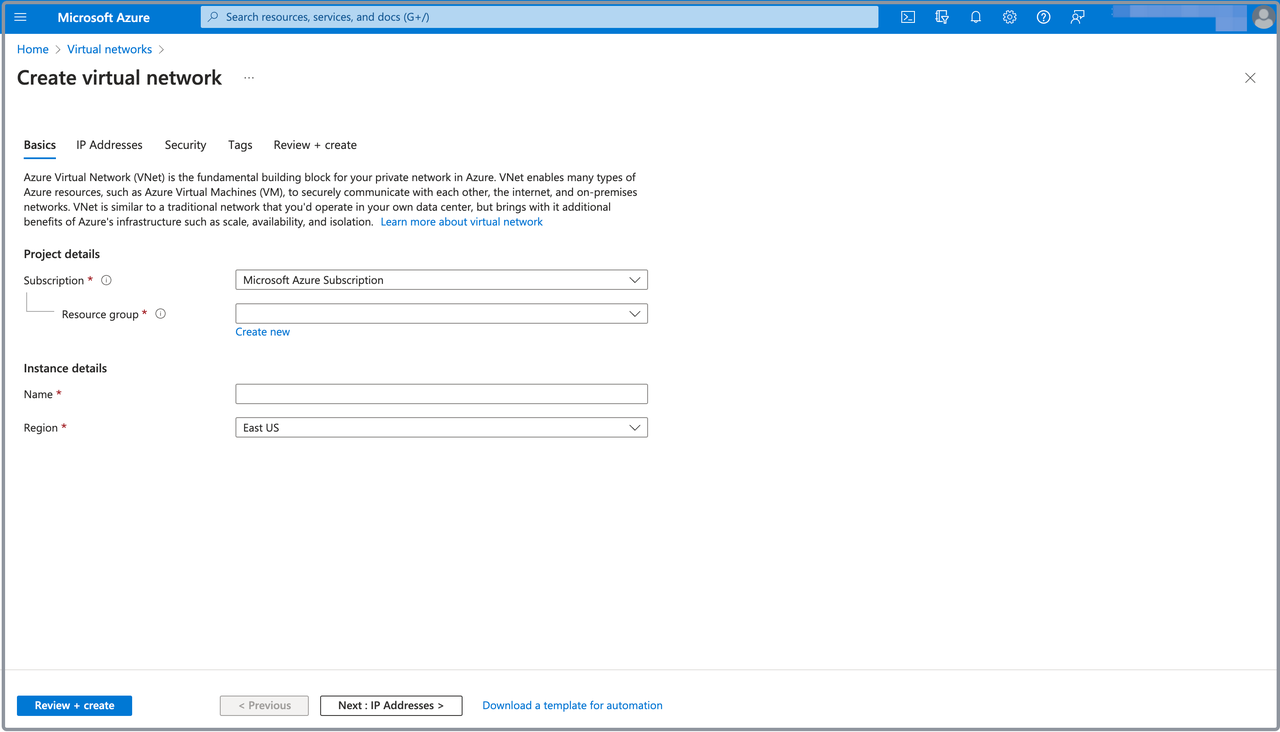 Microsoft Azure
Search resources, services, and docs (G+/)
Home > Virtual networks >
Create virtual network ...
Basics IP Addresses Security Tags Review + create
Azure Virtual Network (VNet) is the fundamental building block for your private network in Azure. VNet enables many types of
Azure resources, such as Azure Virtual Machines (VM), to securely communicate with each other, the internet, and on-premises
networks. VNet is similar to a traditional network that you'd operate in your own data center, but brings with it additional
benefits of Azure's infrastructure such as scale, availability, and isolation. Learn more about virtual network
Project details
Subscription * Microsoft Azure Subscription
Resource group *
Create new
Instance details
Name *
Region * East US
Review + create < Previous Next : IP Addresses > Download a template for automation